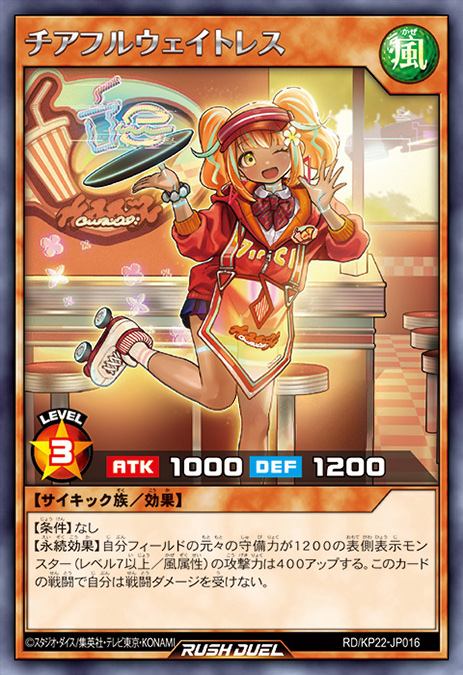 チアフルウェイトレス
風
LEVEL
3
ATK 1000 DEF 1200
【サイキック族/効果】
【条件】なし
【永続効果】自分フィールドの元々の守備力が1200の表側表示モン
スター(レベル7以上/風属性)の攻撃力は400アップする。このカード
の戦闘で自分は戦闘ダメージを受けない。
©スタジオ・ダイス/集英社・テレビ東京・KONAMI
RUSH DUEL
RD/KP22-JP016